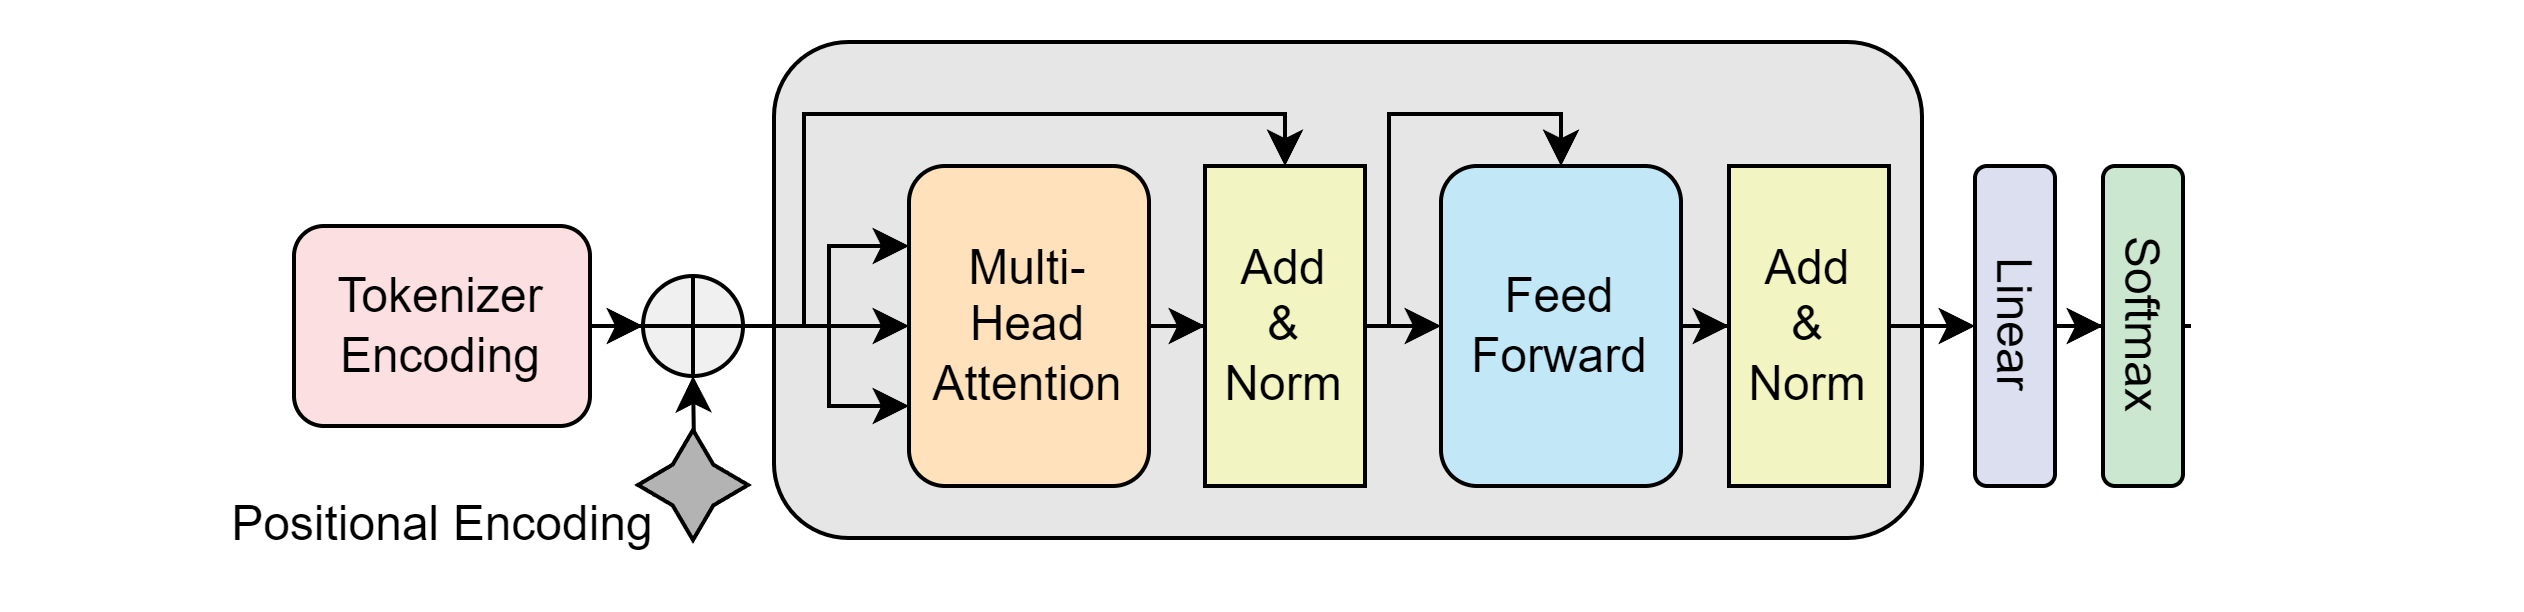 Tokenizer
Encoding
Positional Encoding
Multi-
Head
Attention
Add
&
Norm
Feed
Forward
Add
&
Norm
Linear
Softmax